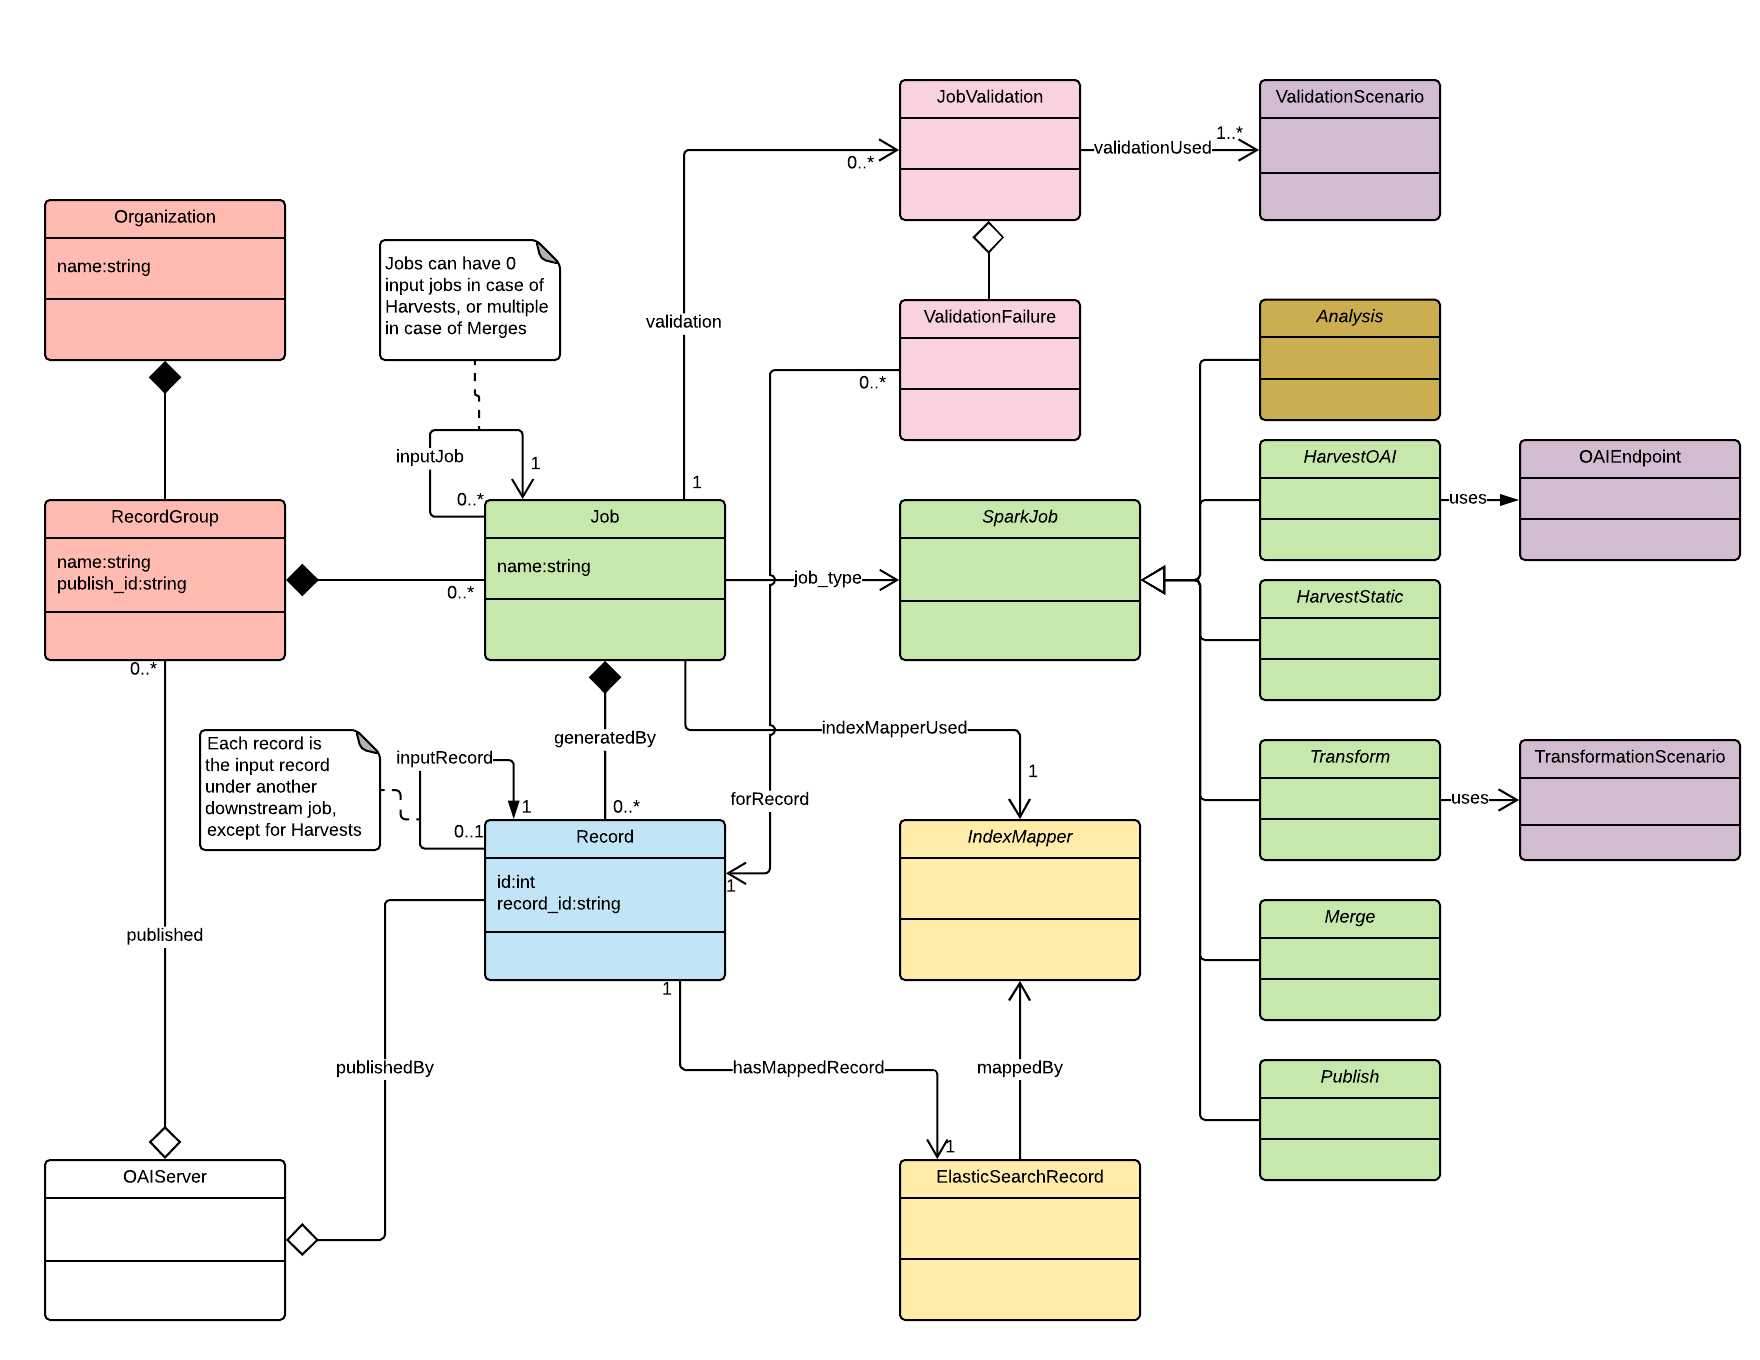 JobValidation
ValidationScenario
1..*
validationUsed
0..*
Organization
name:string
Jobs can have 0
input jobs in case of
Harvests, or multiple
in case of Merges
validation
ValidationFailure
0..*
Analysis
inputJob
1
0..*
1
HarvestOAI
uses
OAIEndpoint
RecordGroup
name:string
publish_id:string
0..*
Job
name:string
job_type
SparkJob
HarvestStatic
0..*
Each record is
the input record
under another
downstream job,
except for Harvests
inputRecord
1
0..1
generatedBy
0..*
indexMapperUsed
1
forRecord
1
Transform
uses
TransformationScenario
Record
id:int
record_id:string
IndexMapper
Merge
published
1
publishedBy
hasMappedRecord
1
mappedBy
Publish
OAIServer
ElasticSearchRecord